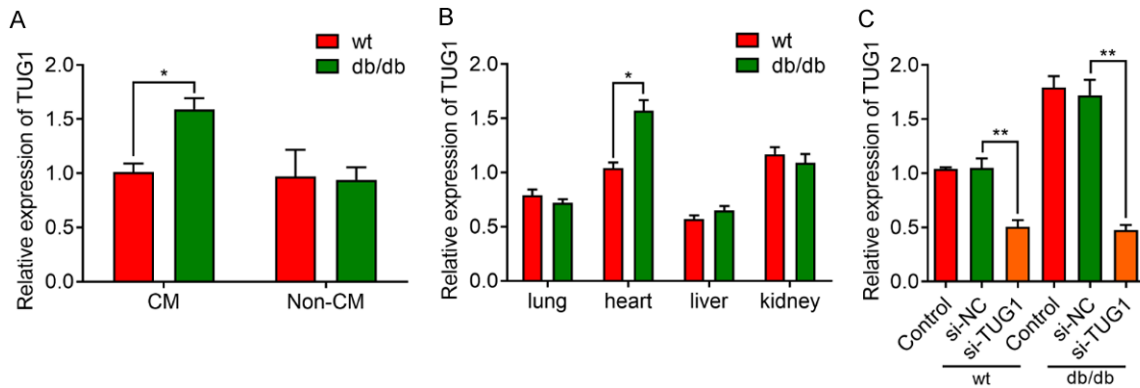 A
Relative expression of TUG1
2.0
1.5
1.0
0.5
0.0
*
wt
db/db
CM
Non-CM
B
Relative expression of TUG1
2.0
1.5
1.0
0.5
0.0
*
wt
db/db
lung
heart
liver
kidney
C
Relative expression of TUG1
2.0
1.5
1.0
0.5
0.0
**
**
Control
si-NC
si-TUG1
Control
si-NC
si-TUG1
wt
db/db